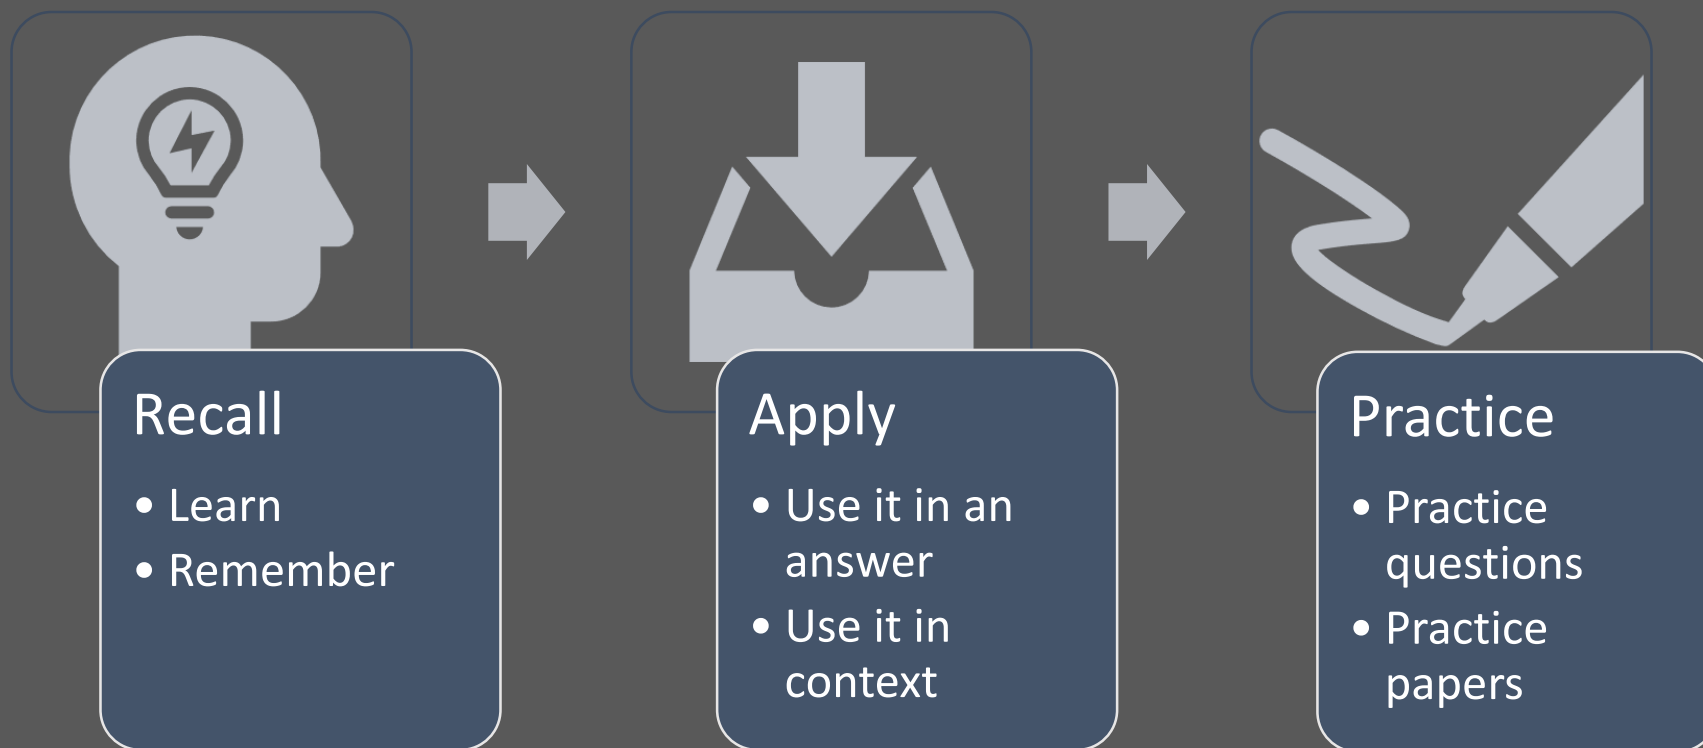 Recall
• Learn
• Remember
Apply
• Use it in an
answer
• Use it in
context
Practice
• Practice
questions
• Practice
papers